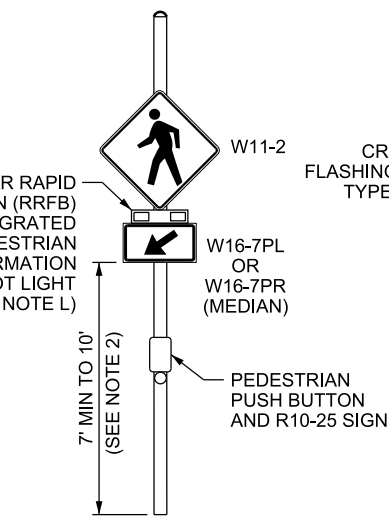 W11-2
R RAPID
N (RRFB)
GRATED
ESTRIAN
RMATION
OT LIGHT
NOTE L)
W16-7PL
OR
W16-7PR
(MEDIAN)
7' MIN TO 10'
(SEE NOTE 2)
PEDESTRIAN
PUSH BUTTON
AND R10-25 SIGN
CR
FLASHING
TYPE